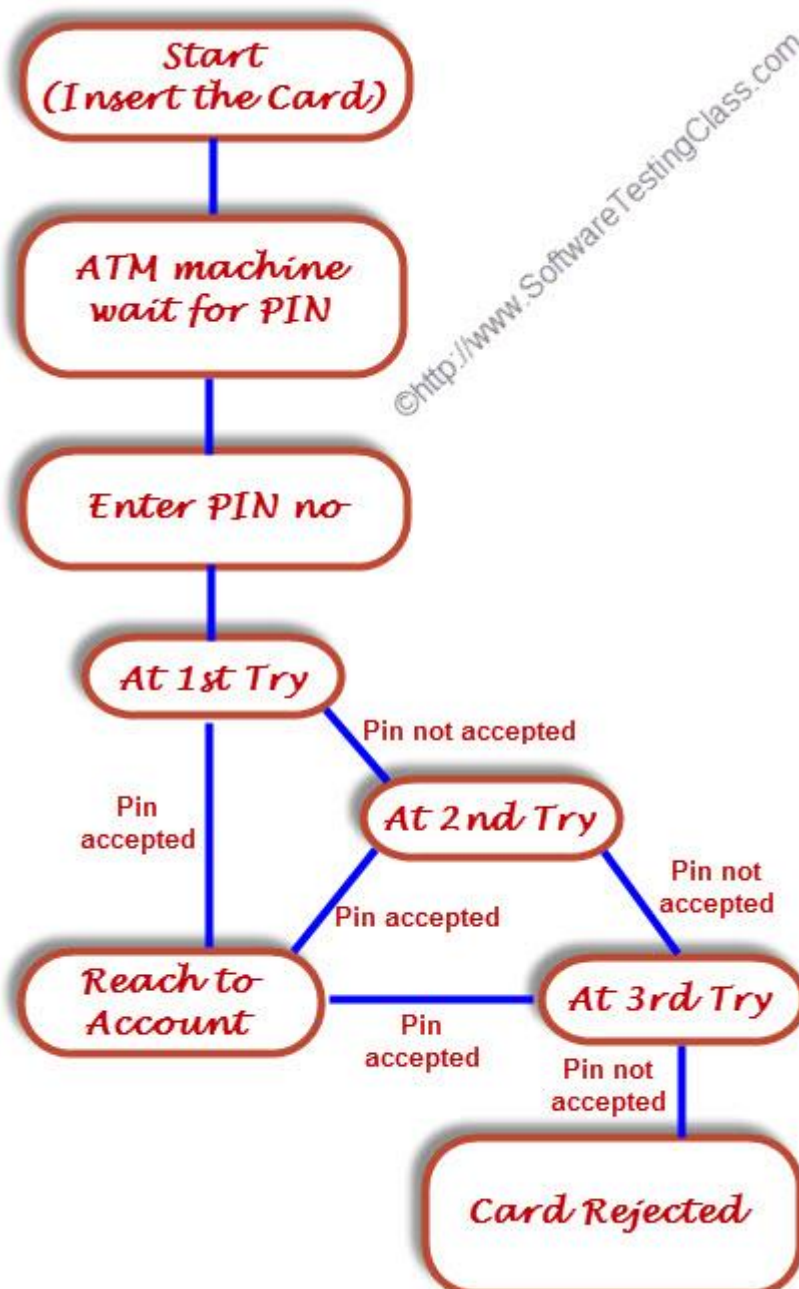 Start
(Insert the Card)
©http://www.SoftwareTestingClass.com
ATM machine
wait for PIN
Enter PIN no
At 1st Try
Pin not accepted
Pin
accepted
At 2nd Try
Pin not
accepted
Pin accepted
Reach to
Account
At 3rd Try
Pin
accepted
Pin not
accepted
Card Rejected